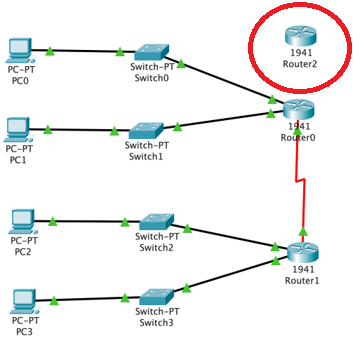 1941
Router2
PC-PT
PC0
Switch-PT
Switch0
1941
Router0
PC-PT
PC1
Switch-PT
Switch1
PC-PT
PC2
Switch-PT
Switch2
1941
Router1
PC-PT
PC3
Switch-PT
Switch3